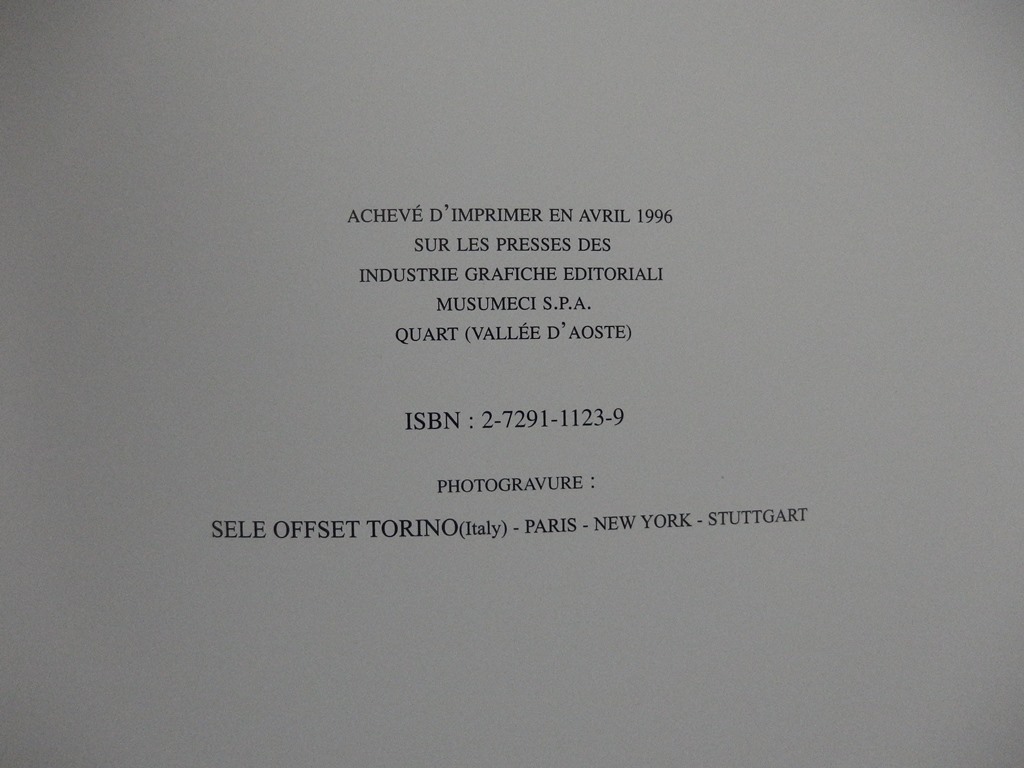 ACHEVÉ D'IMPRIMER EN AVRIL 1996
SUR LES PRESSES DES
INDUSTRIE GRAFICHE EDITORIALI
MUSUMECI S.P.A.
QUART (VALLÉE D'AOSTE)
ISBN : 2-7291-1123-9
PHOTOGRAVURE :
SELE OFFSET TORINO(Italy) - PARIS - NEW YORK - STUTTGART